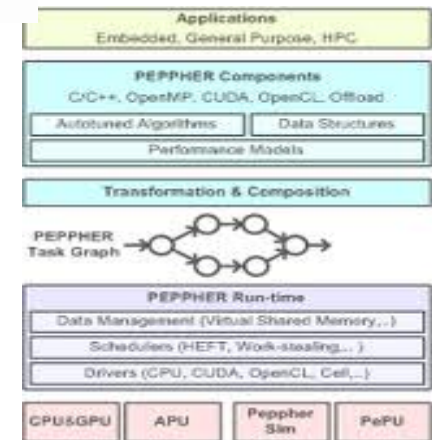 Applications
Embedded, General Purpose, HPC
PEPPHER Components
C/C++, OpenMP, CUDA, OpenCL, Offload
Autotuned Algorithms
Data Structures
Performance Models
Transformation & Composition
PEPPHER
Task Graph
PEPPHER Run-time
Data Management (Virtual Shared Memory,..)
Schedulers (HEFT, Work-stealing,.. )
Drivers (CPU, CUDA, OpenCL, Cell,..)
CPU&GPU
APU
Peppher
Sim
PePU